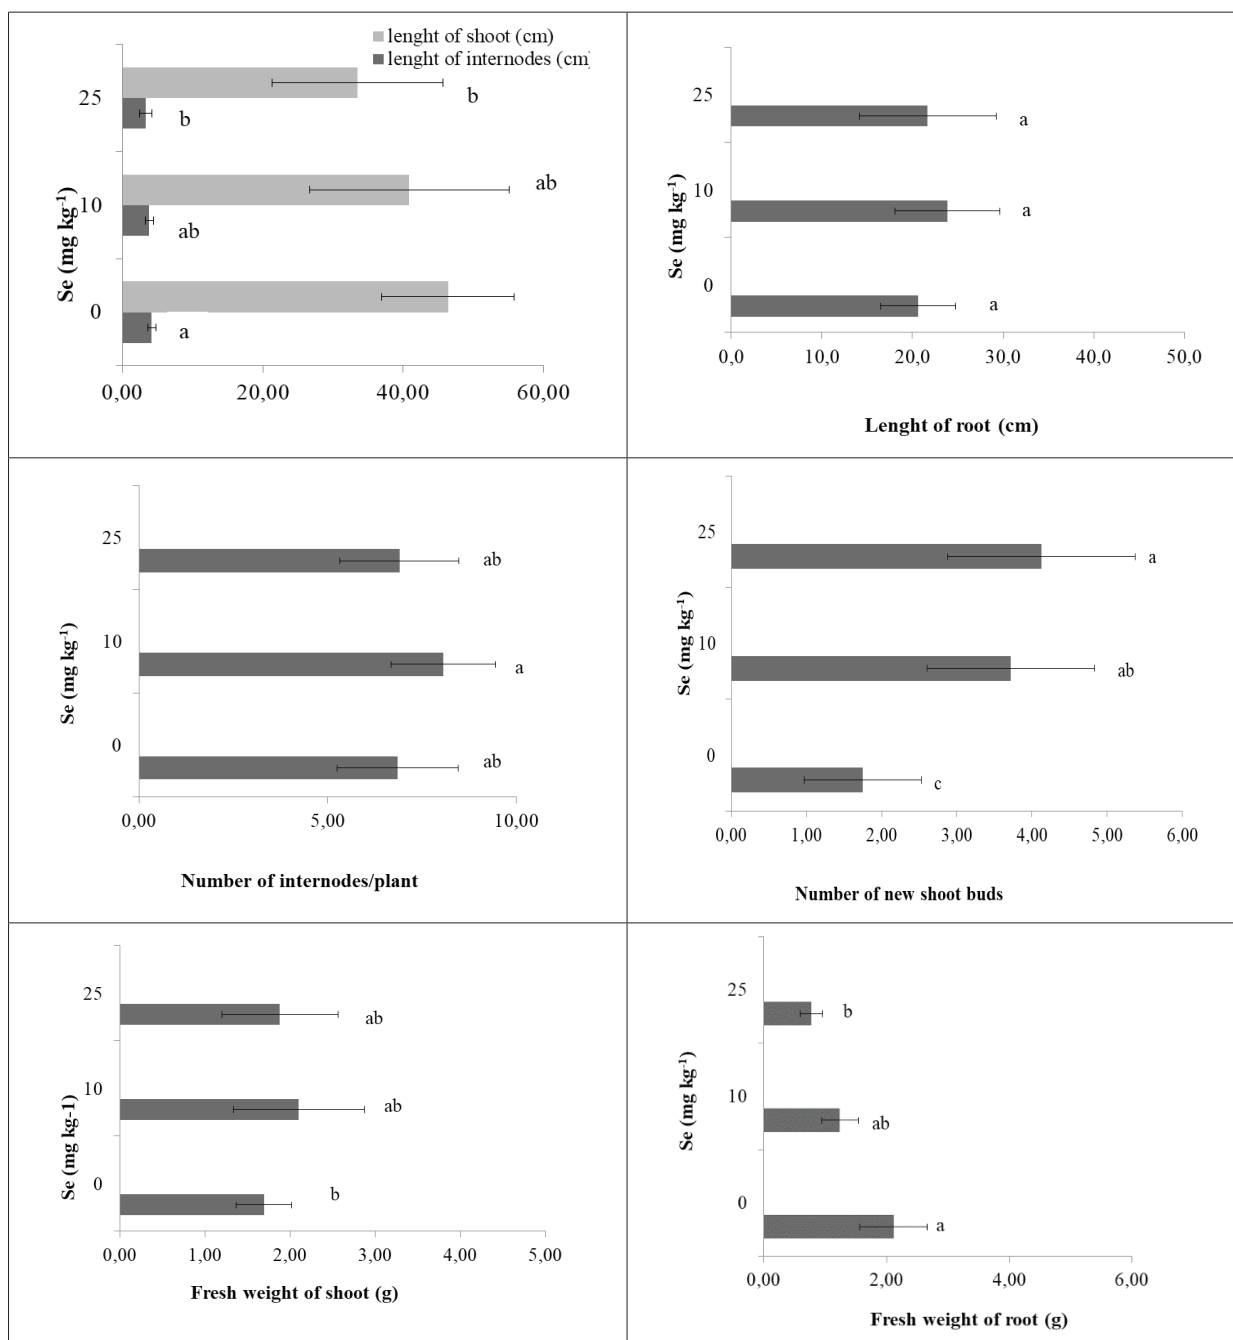 lenght of shoot (cm)
lenght of internodes (cm)
25
b
b
Se (mg kg⁻¹)
10
ab
ab
0
a
0,00 20,00 40,00 60,00
25
a
Se (mg kg⁻¹)
10
a
0
a
0,0 10,0 20,0 30,0 40,0 50,0
Lenght of root (cm)
25
ab
Se (mg kg⁻¹)
10
a
0
ab
0,00 5,00 10,00
Number of internodes/plant
25
a
Se (mg kg⁻¹)
10
ab
0
c
0,00 1,00 2,00 3,00 4,00 5,00 6,00
Number of new shoot buds
25
ab
Se (mg kg-1)
10
ab
0
b
0,00 1,00 2,00 3,00 4,00 5,00
Fresh weight of shoot (g)
25
b
Se (mg kg⁻¹)
10
ab
0
a
0,00 2,00 4,00 6,00
Fresh weight of root (g)